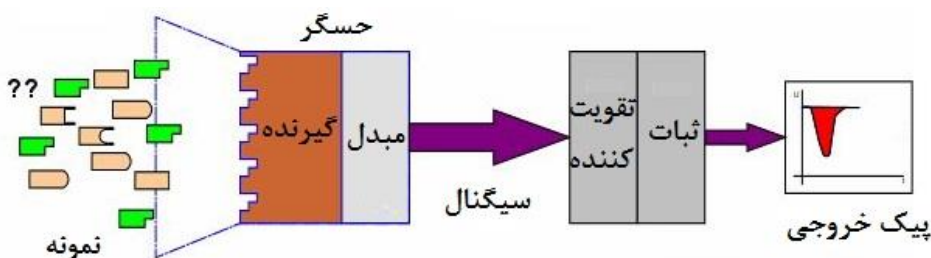 حسگر
??
گیرنده
مبدل
تقویت
کننده
ثبات
سیگنال
نمونه
پیک خروجی